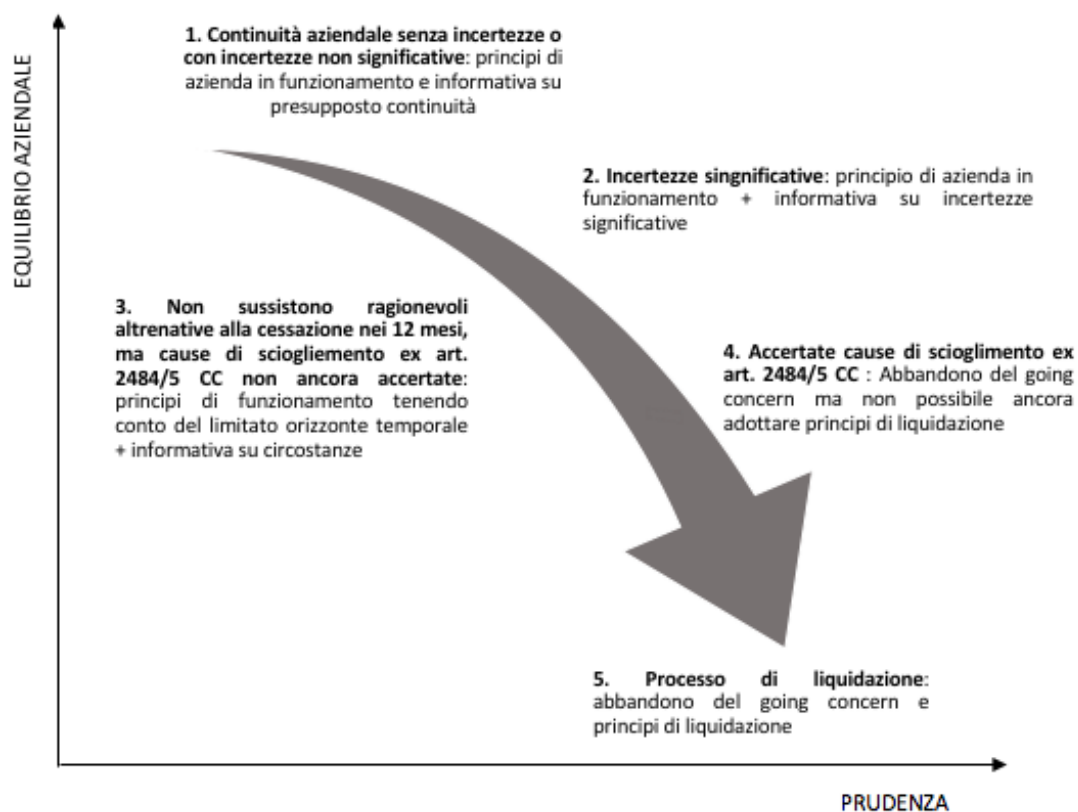 EQUILIBRIO AZIENDALE
1. Continuità aziendale senza incertezze o
con incertezze non significative: principi di
azienda in funzionamento e informativa su
presupposto continuità
2. Incertezze singnificative: principio di azienda in
funzionamento + informativa su incertezze
significative
3. Non sussistono ragionevoli
altrenative alla cessazione nei 12 mesi,
ma cause di sciogliemento ex art.
2484/5 CC non ancora accertate:
principi di funzionamento tenendo
conto del limitato orizzonte temporale
+ informativa su circostanze
4. Accertate cause di scioglimento ex
art. 2484/5 CC : Abbandono del going
concern ma non possibile ancora
adottare principi di liquidazione
5. Processo di liquidazione:
abbandono del going concern e
principi di liquidazione
PRUDENZA